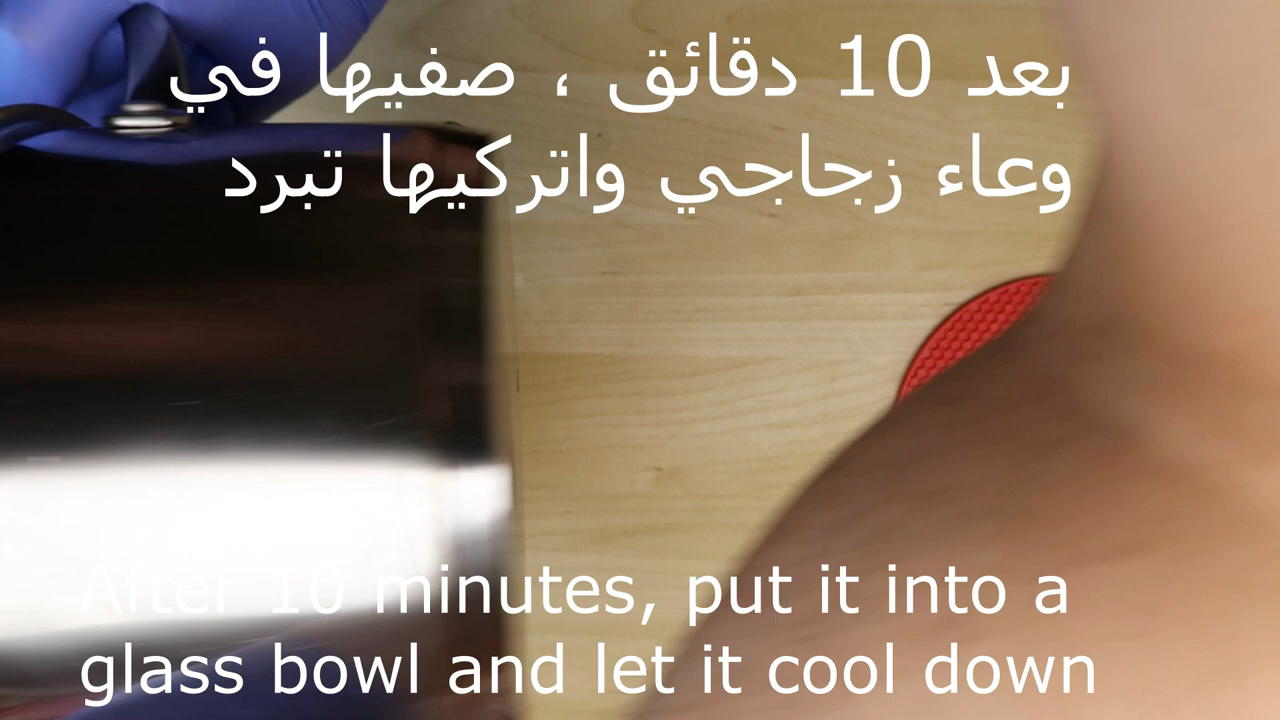 بعد 10 دقائق ، صفيها في
وعاء زجاجي واتركيها تبرد
After 10 minutes, put it into a
glass bowl and let it cool down